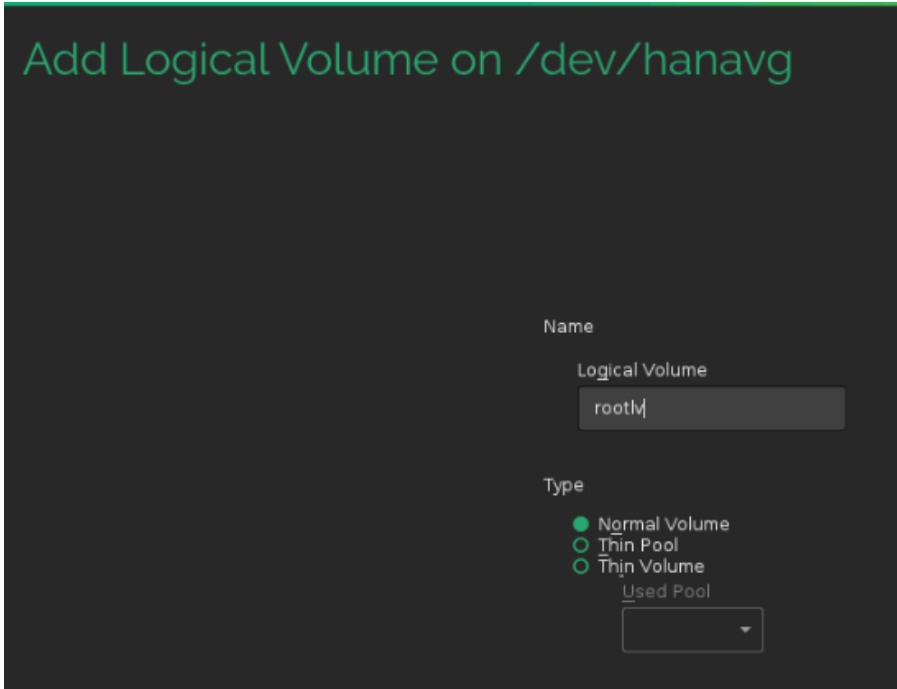 Add Logical Volume on /dev/hanavg
Name
Logical Volume
rootlv
Type
Normal Volume
Thin Pool
Thin Volume
Used Pool